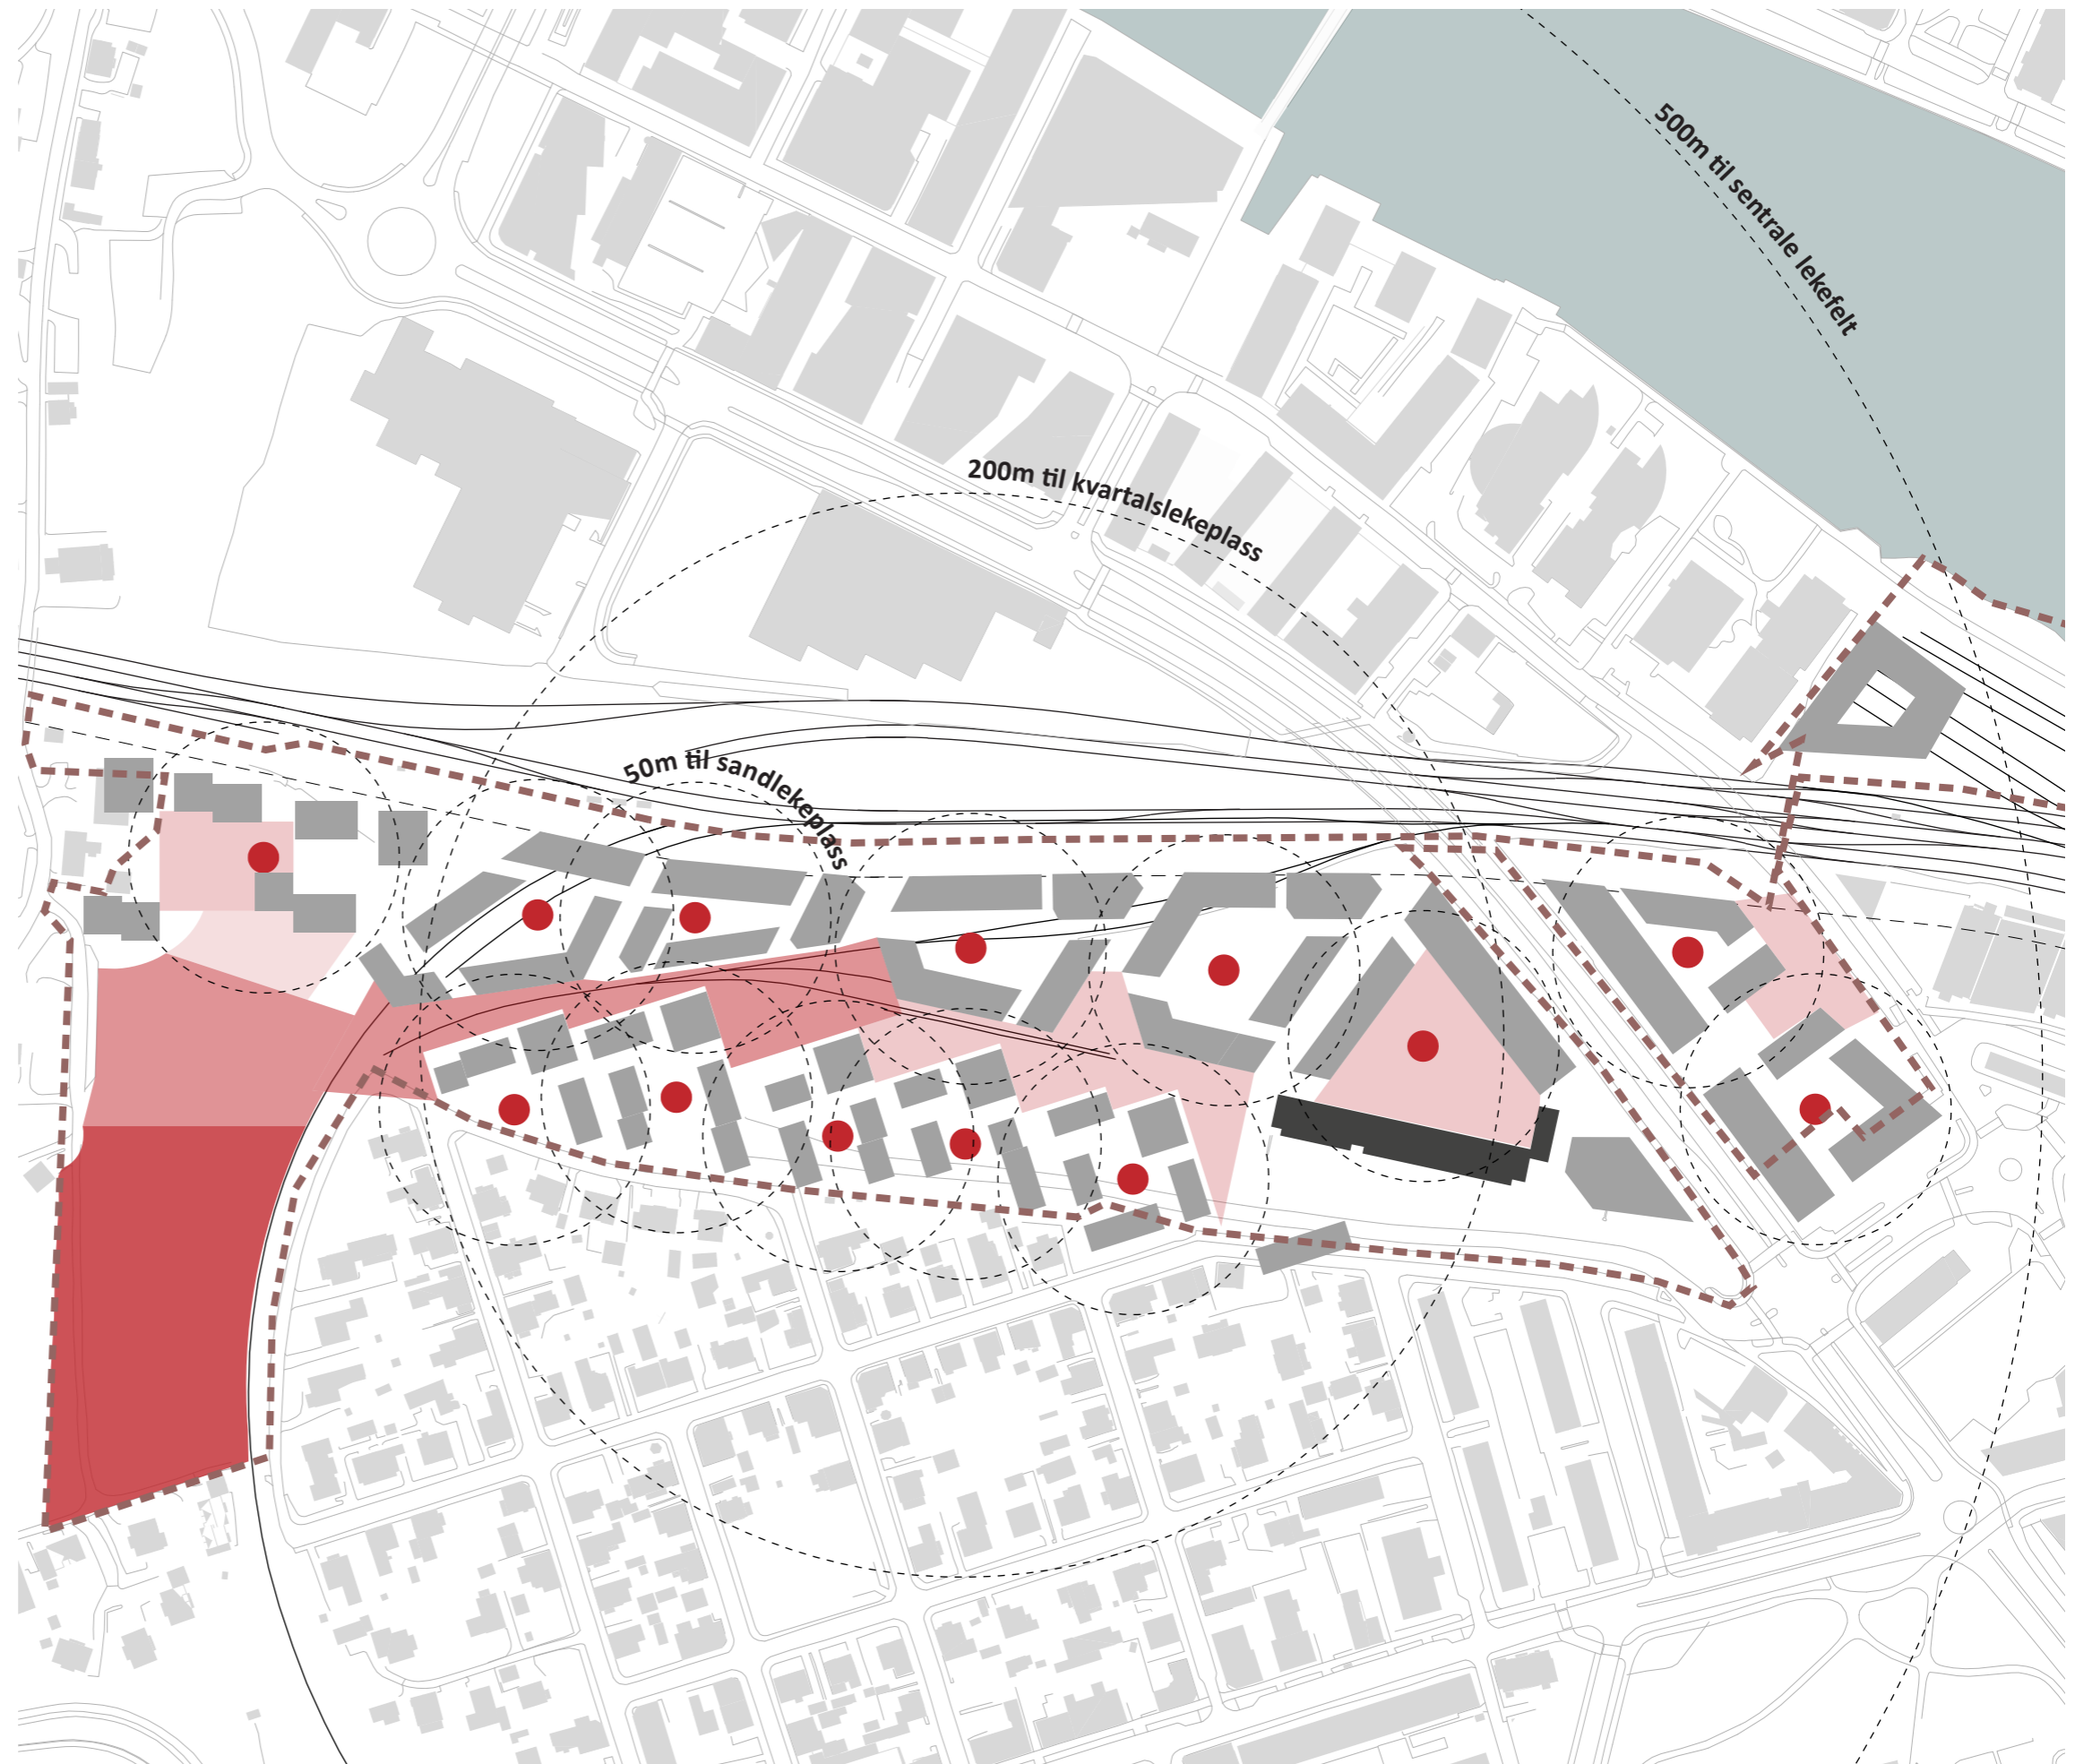 500m til sentrale lekefelt
200m til kvartalslekeplass
50m til sandlekeplass